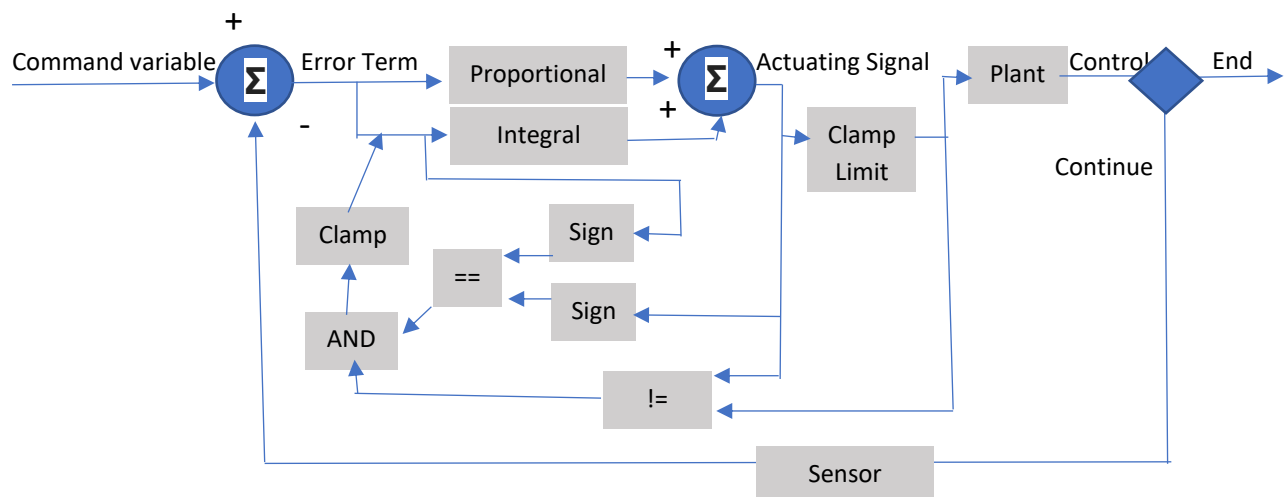 +
Command variable
Σ
Error Term
Proportional
+
Σ
Actuating Signal
Plant
Control
End
-
Integral
+
Clamp
Limit
Continue
Clamp
Sign
==
Sign
AND
!=
Sensor